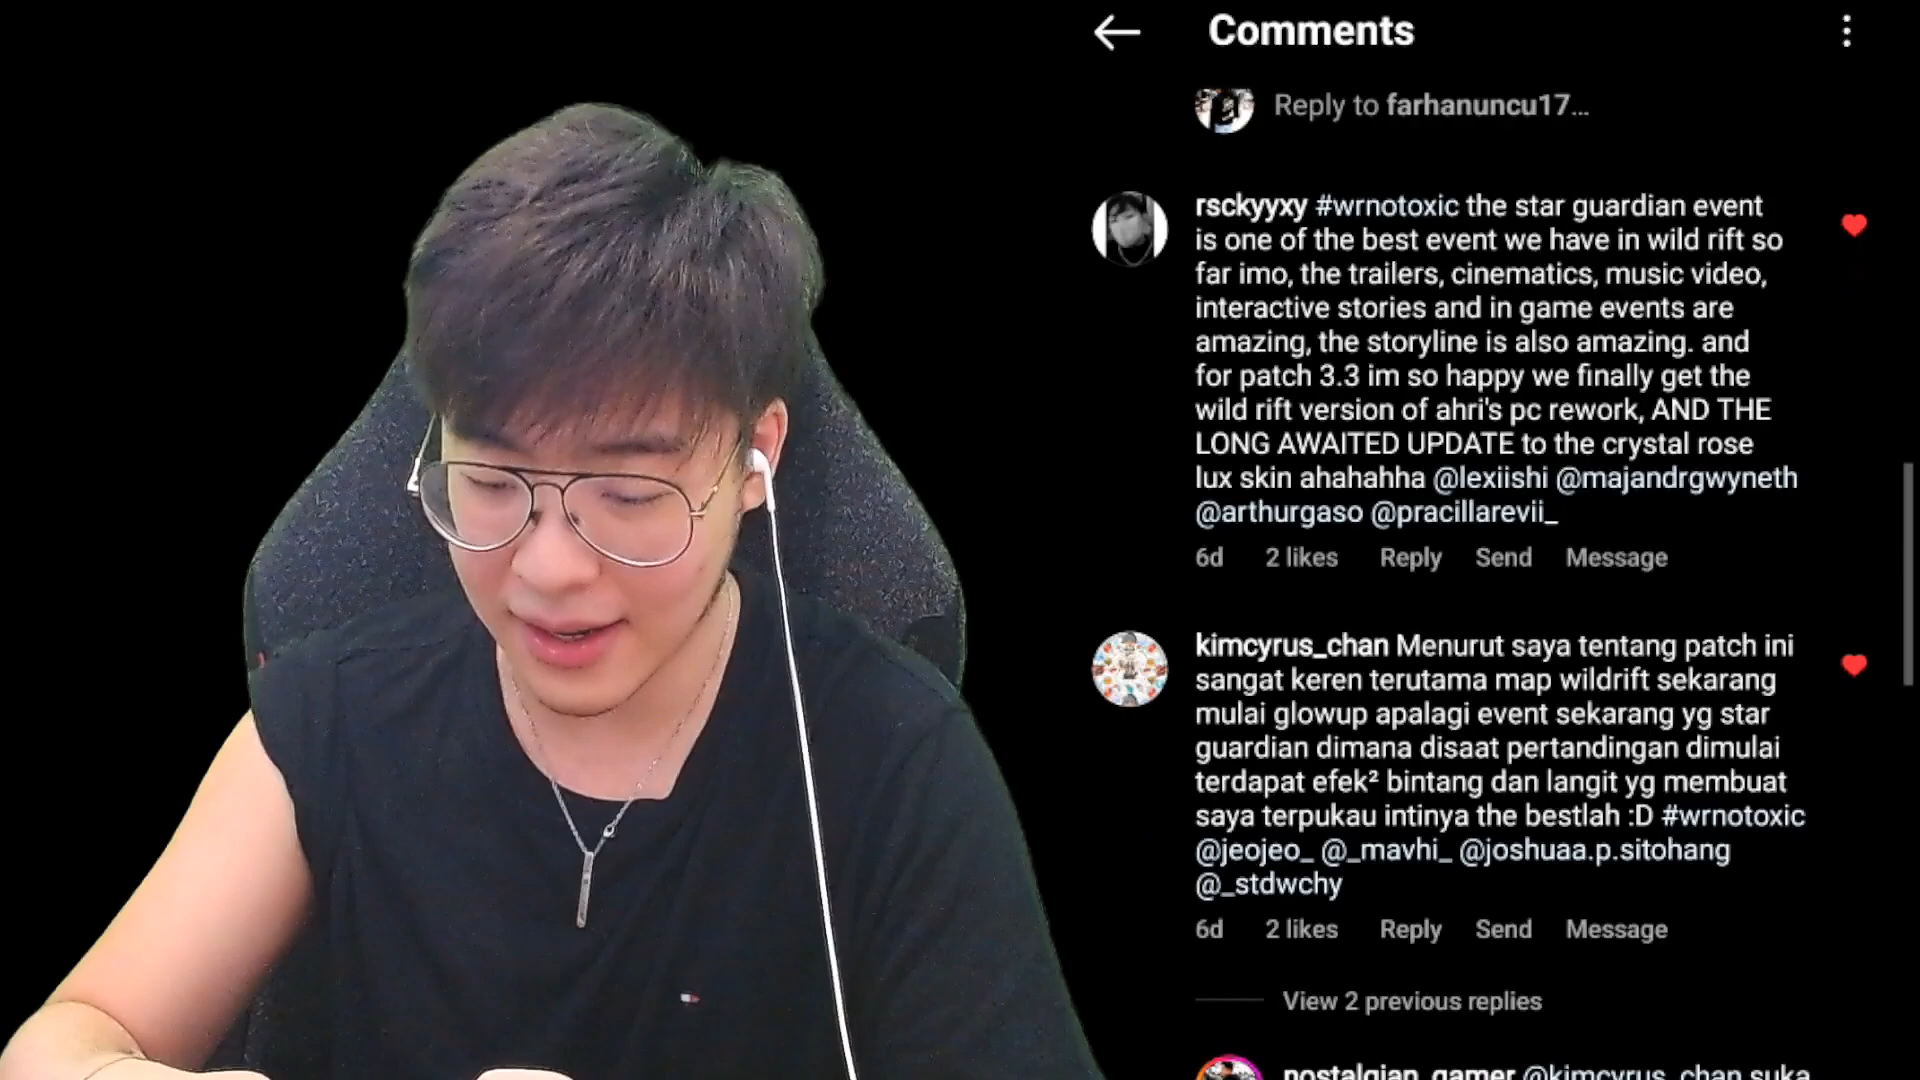 Comments
Reply to farhanuncu17...
rsckyyxy #wrnotoxic the star guardian event
is one of the best event we have in wild rift so
far imo, the trailers, cinematics, music video,
interactive stories and in game events are
amazing, the storyline is also amazing. and
for patch 3.3 im so happy we finally get the
wild rift version of ahri's pc rework, AND THE
LONG AWAITED UPDATE to the crystal rose
lux skin ahahahha @lexiishi @majandrgwyneth
@arthurgaso @pracillarevii_
6d 2 likes Reply Send Message
kimcyrus_chan Menurut saya tentang patch ini
sangat keren terutama map wildrift sekarang
mulai glowup apalagi event sekarang yg star
guardian dimana disaat pertandingan dimulai
terdapat efek² bintang dan langit yg membuat
saya terpukau intinya the bestlah :D #wrnotoxic
@jeojeo_ @_mavhi_ @joshuaa.p.sitohang
@_stdwchy
6d 2 likes Reply Send Message
View 2 previous replies
nostalgian_gamer @kimcyrus_chan suka